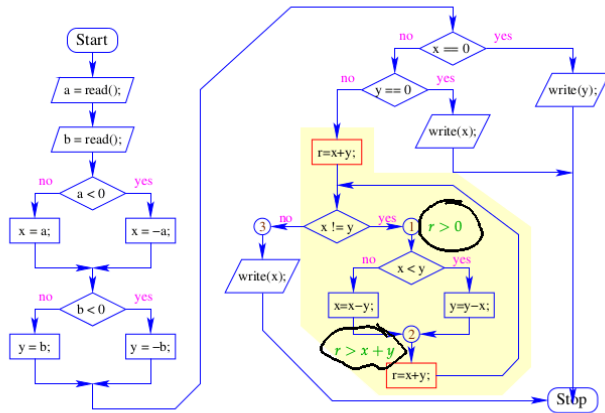 Start
a = read();
b = read();
a < 0
no
yes
x = a;
x = −a;
b < 0
no
yes
y = b;
y = −b;
x == 0
no
yes
y == 0
no
yes
write(y);
write(x);
r=x+y;
x != y
no
yes
3
1
r > 0
write(x);
x < y
no
yes
x=x−y;
y=y−x;
2
r > x + y
r=x+y;
Stop